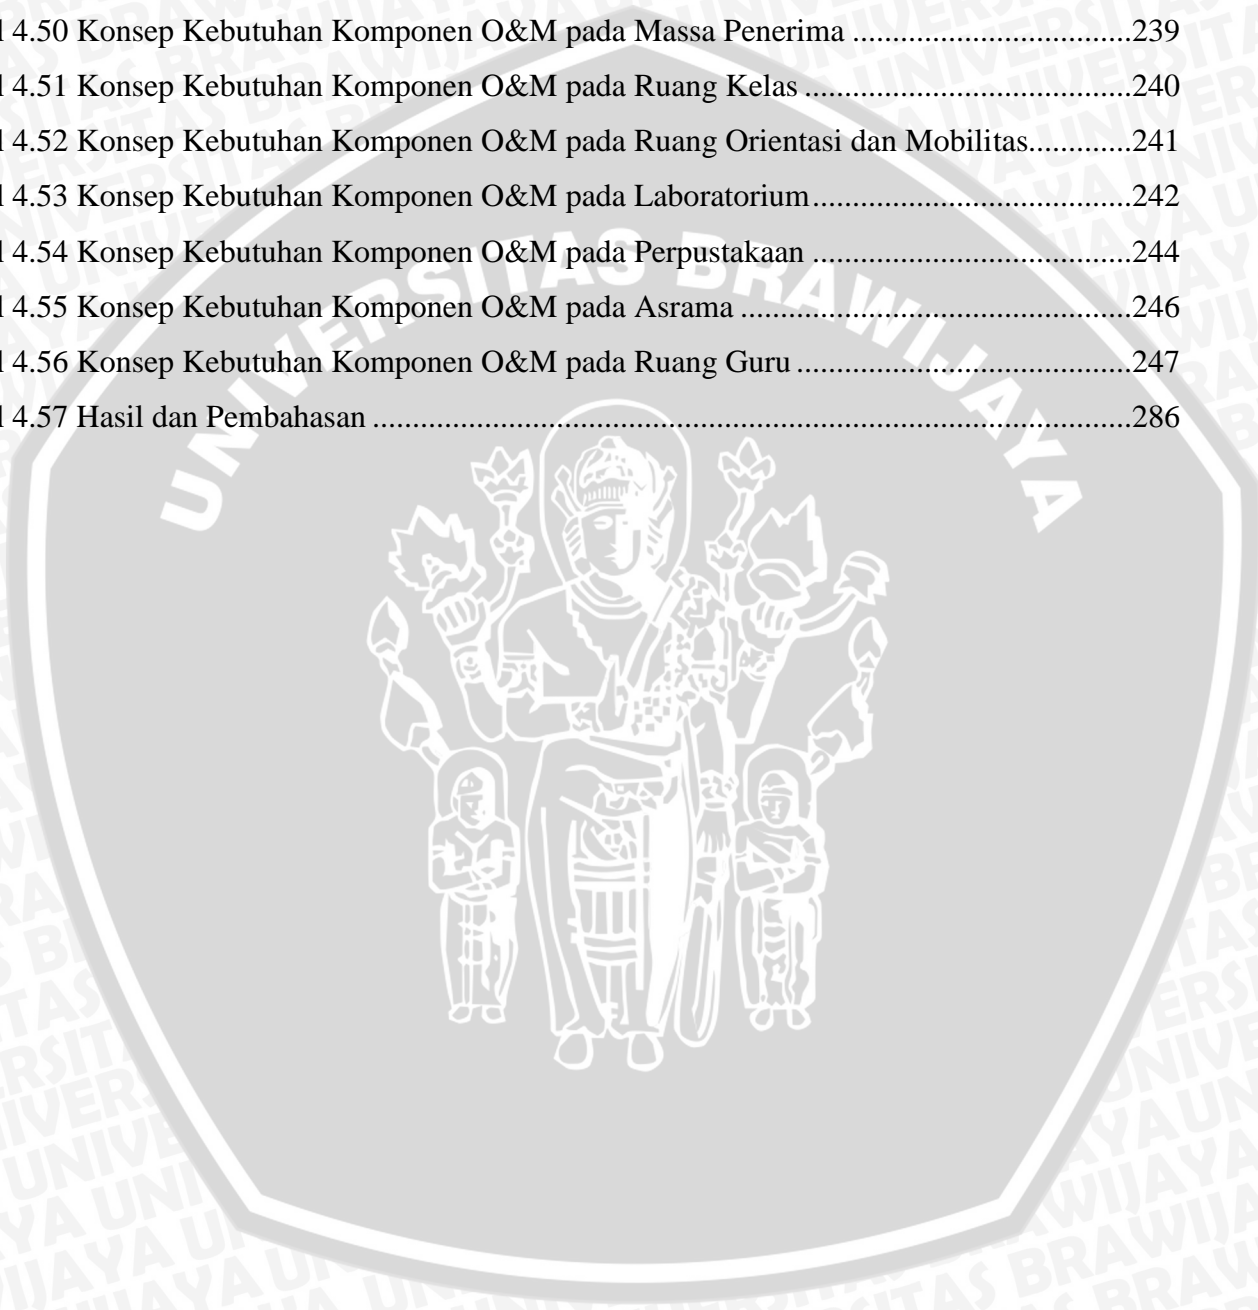 l 4.50 Konsep Kebutuhan Komponen O&M pada Massa Penerima ...................................239
l 4.51 Konsep Kebutuhan Komponen O&M pada Ruang Kelas .........................................240
l 4.52 Konsep Kebutuhan Komponen O&M pada Ruang Orientasi dan Mobilitas.............241
l 4.53 Konsep Kebutuhan Komponen O&M pada Laboratorium........................................242
l 4.54 Konsep Kebutuhan Komponen O&M pada Perpustakaan ........................................244
l 4.55 Konsep Kebutuhan Komponen O&M pada Asrama .................................................246
l 4.56 Konsep Kebutuhan Komponen O&M pada Ruang Guru ..........................................247
l 4.57 Hasil dan Pembahasan ...............................................................................................286
UNIVERSITAS BRAWIJAYA